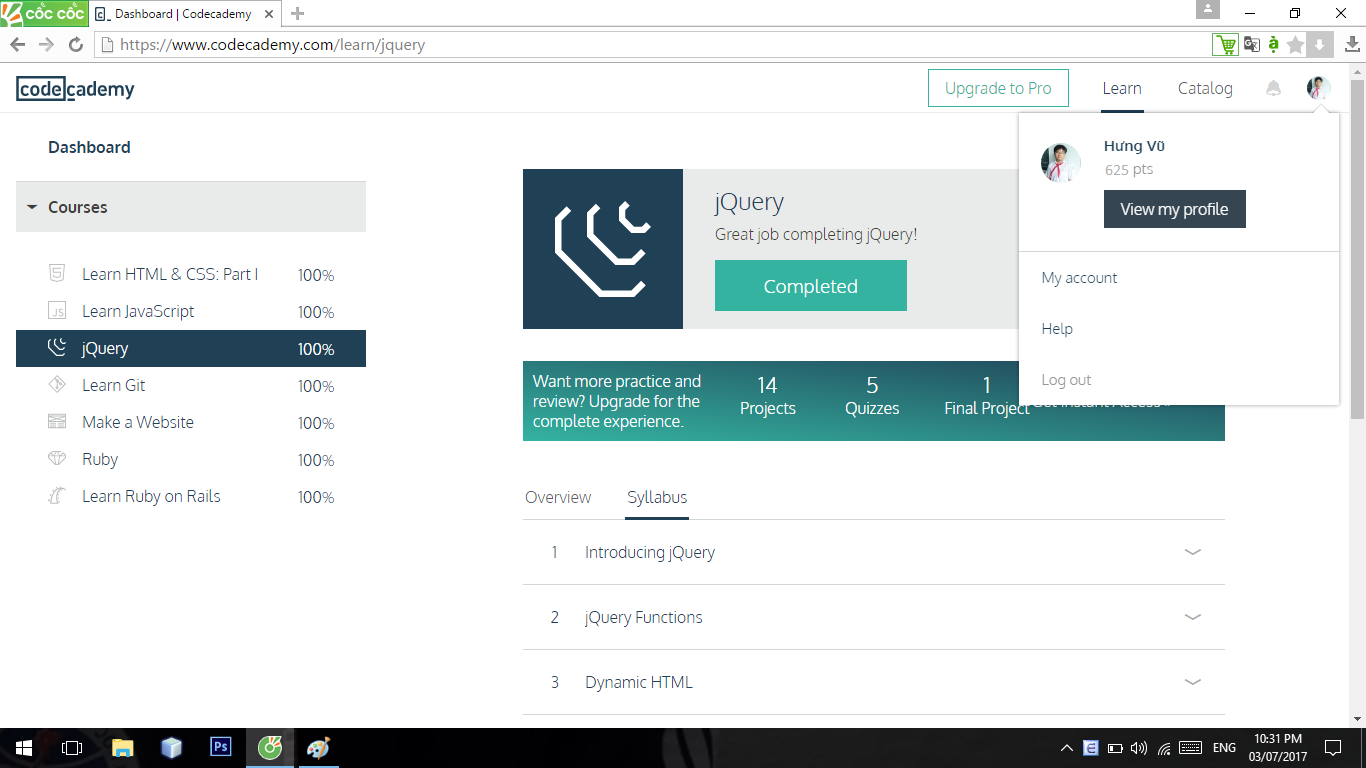 CỐC CỐC
c_ Dashboard | Codecademy
https://www.codecademy.com/learn/jquery
codecademy
Upgrade to Pro
Learn
Catalog
Hưng Vũ
625 pts
View my profile
My account
Help
Log out
Dashboard
Courses
Learn HTML & CSS: Part I 100%
JS Learn JavaScript 100%
jQuery 100%
Learn Git 100%
Make a Website 100%
Ruby 100%
Learn Ruby on Rails 100%
jQuery
Great job completing jQuery!
Completed
Want more practice and
review? Upgrade for the
complete experience.
14
Projects
5
Quizzes
1
Final Project
Overview
Syllabus
1 Introducing jQuery
2 jQuery Functions
3 Dynamic HTML
Ps
ENG
10:31 PM
03/07/2017